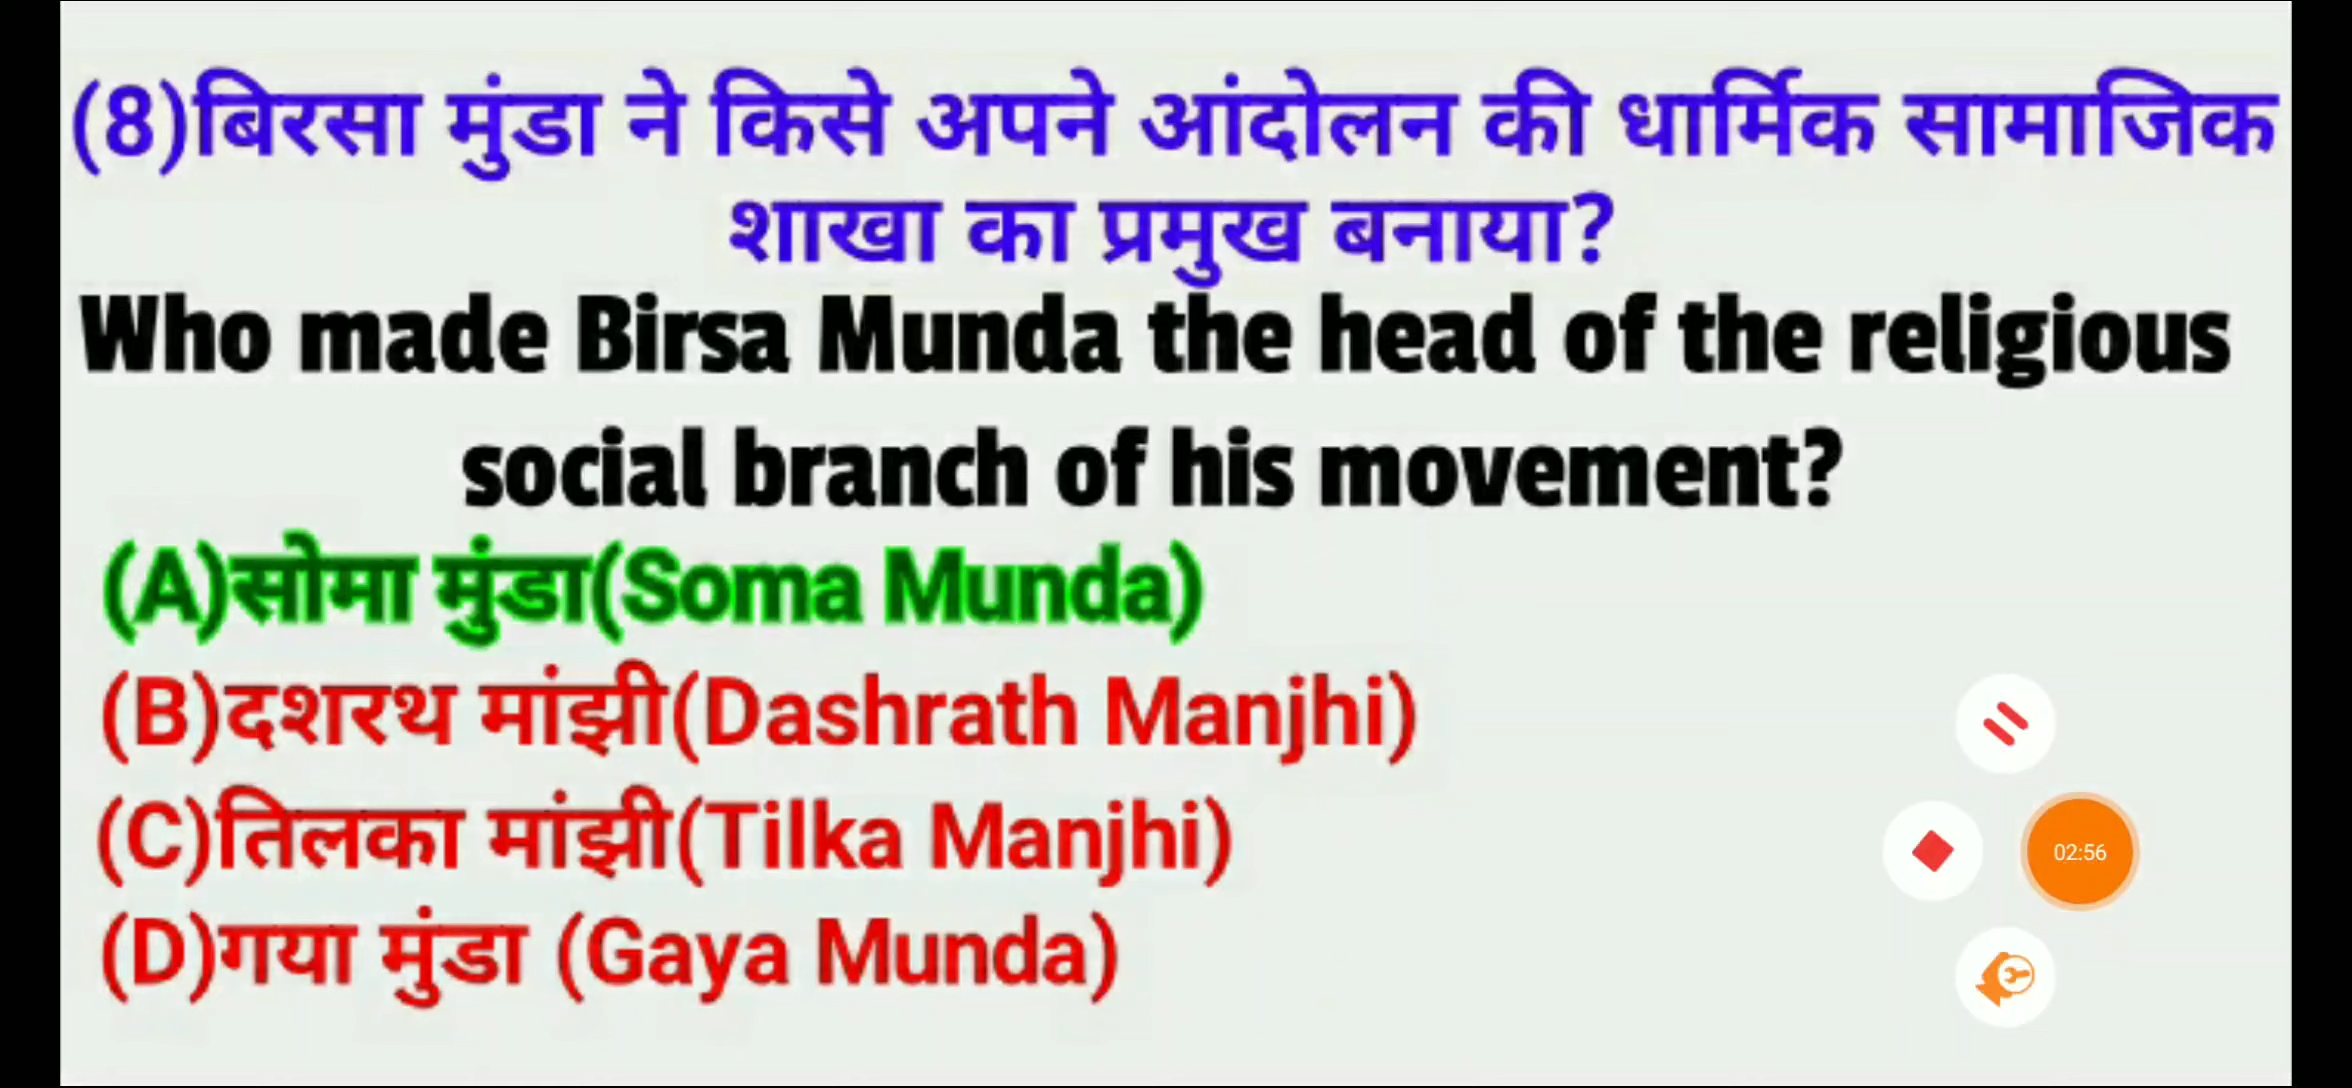 (8)बिरसा मुंडा ने किसे अपने आंदोलन की धार्मिक सामाजिक
शाखा का प्रमुख बनाया?
Who made Birsa Munda the head of the religious
social branch of his movement?
(A)सोमा मुंडा(Soma Munda)
(B)दशरथ मांझी(Dashrath Manjhi)
(C)तिलका मांझी(Tilka Manjhi)
(D)गया मुंडा (Gaya Munda)
02:56